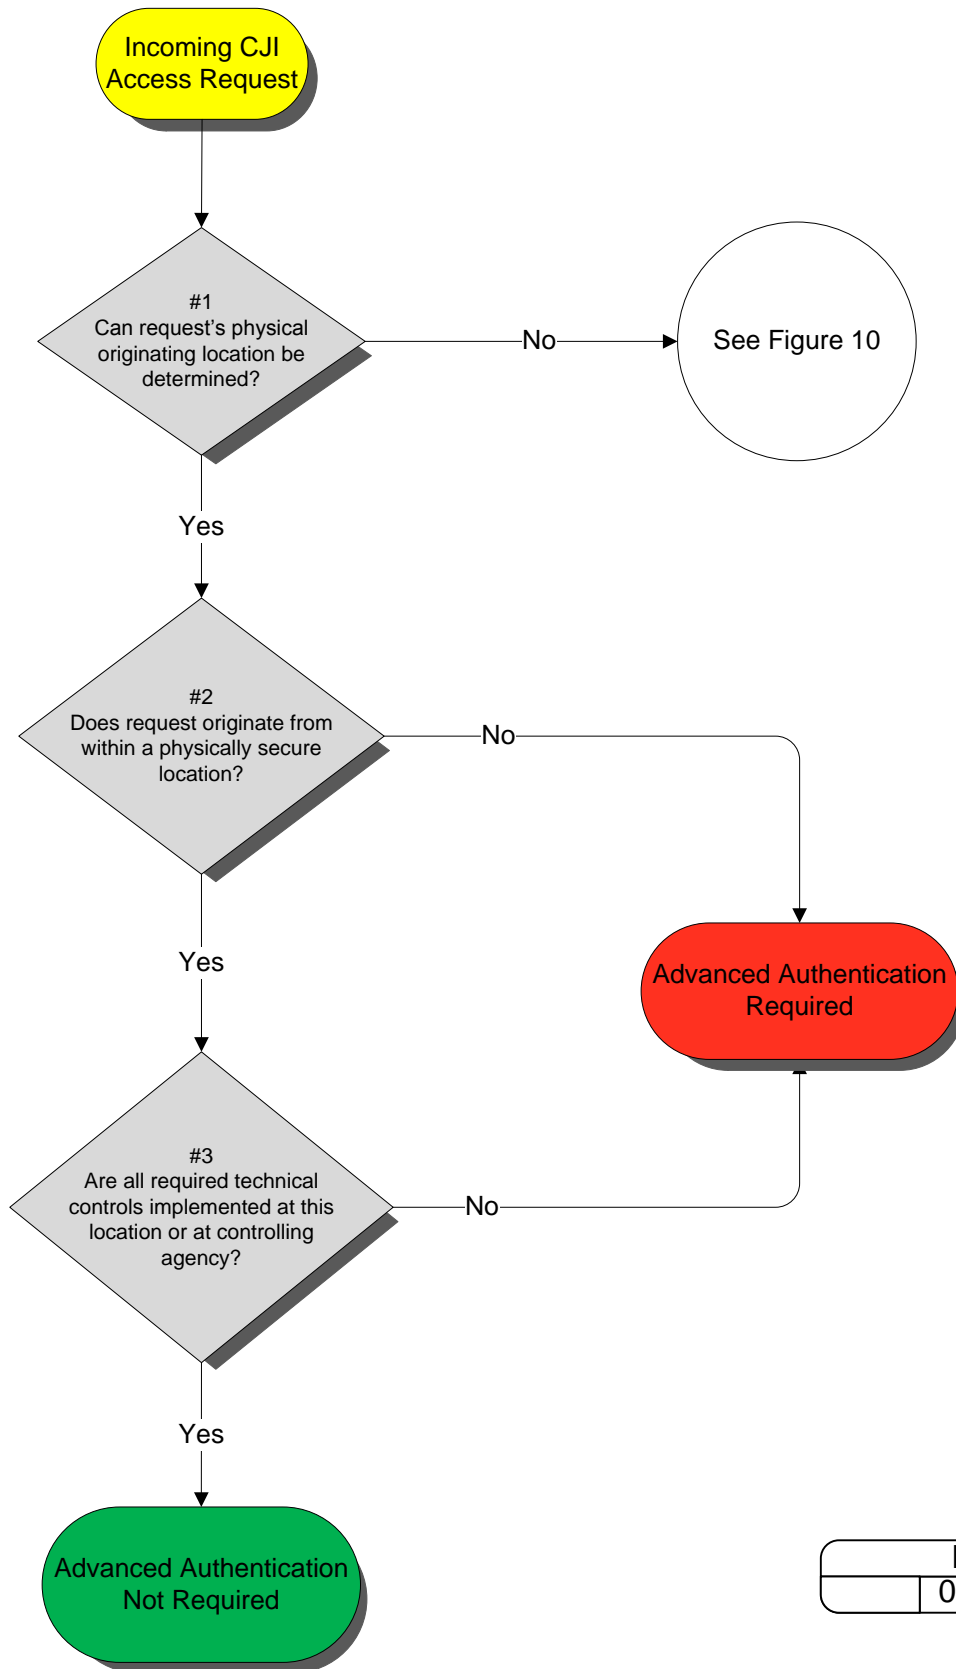 Incoming CJI
Access Request
#1
Can request’s physical
originating location be
determined?
No
See Figure 10
Yes
#2
Does request originate from
within a physically secure
location?
No
Yes
Advanced Authentication
Required
#3
Are all required technical
controls implemented at this
location or at controlling
agency?
No
Yes
Advanced Authentication
Not Required
0